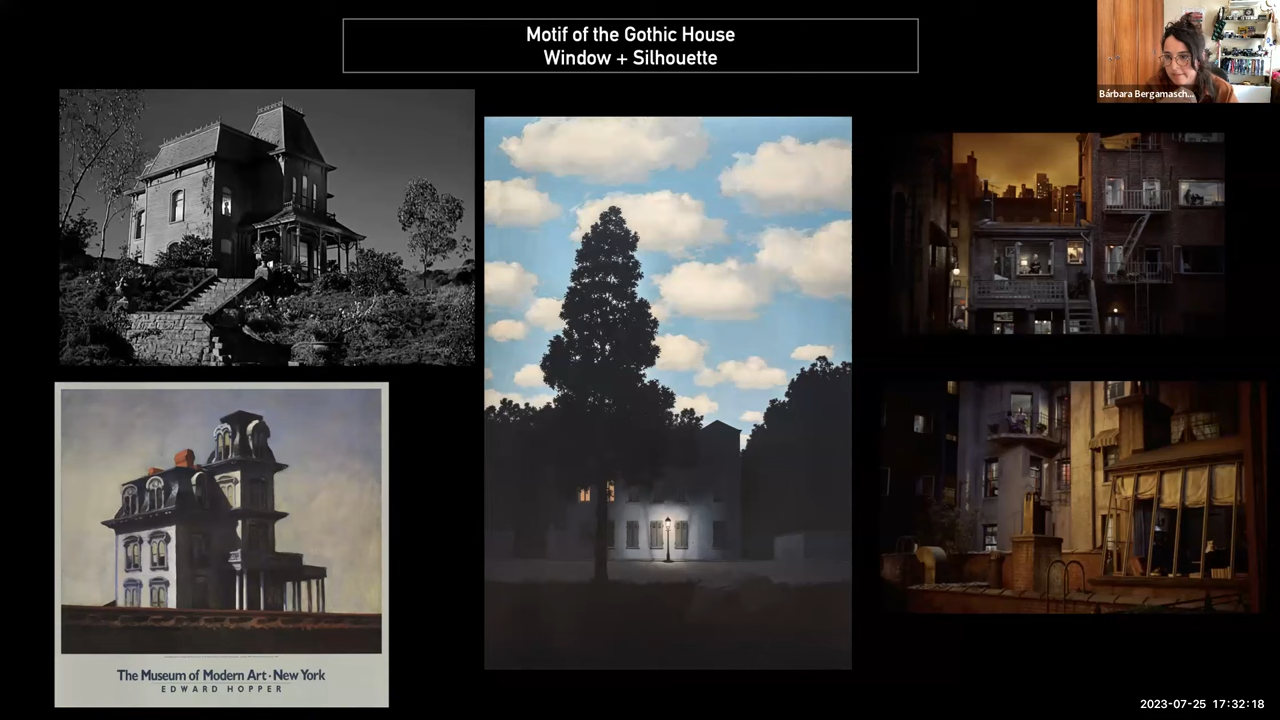 Motif of the Gothic House
Window + Silhouette
Bárbara Bergamasch...
The Museum of Modern Art · New York
EDWARD HOPPER
2023-07-25 17:32:18